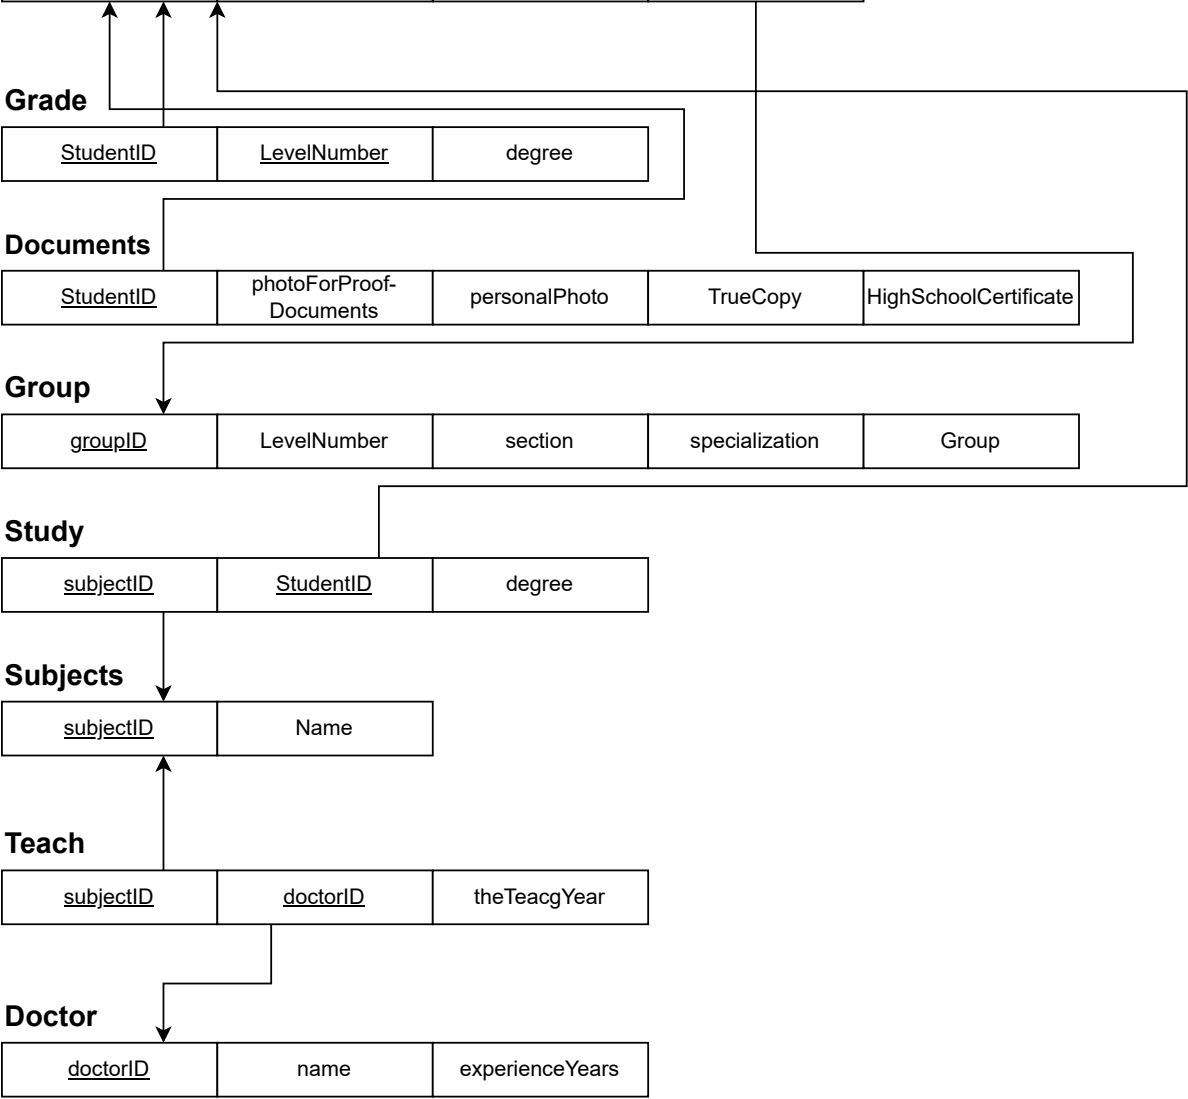 Grade
StudentID LevelNumber degree
Documents
StudentID photoForProof-
Documents personalPhoto TrueCopy HighSchoolCertificate
Group
groupID LevelNumber section specialization Group
Study
subjectID StudentID degree
Subjects
subjectID Name
Teach
subjectID doctorID theTeacgYear
Doctor
doctorID name experienceYears